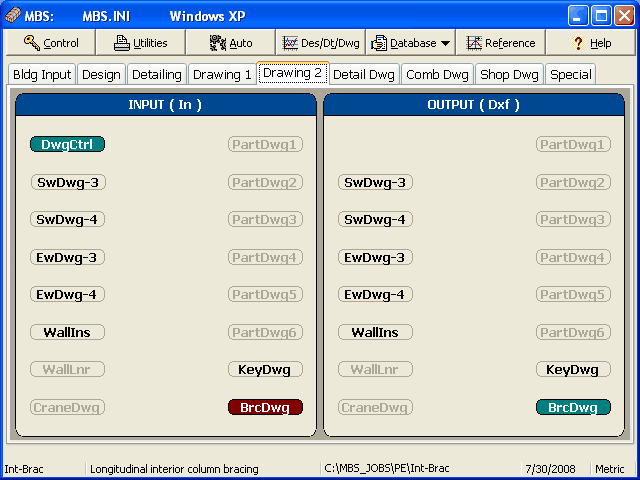 MBS: MBS.INI Windows XP
Control Utilities Auto Des/Dt/Dwg Database Reference ? Help
Bldg Input Design Detailing Drawing 1 Drawing 2 Detail Dwg Comb Dwg Shop Dwg Special
INPUT ( In ) OUTPUT ( Dxf )
DwgCtrl PartDwg1 PartDwg1
SwDwg-3 PartDwg2 SwDwg-3 PartDwg2
SwDwg-4 PartDwg3 SwDwg-4 PartDwg3
EwDwg-3 PartDwg4 EwDwg-3 PartDwg4
EwDwg-4 PartDwg5 EwDwg-4 PartDwg5
WallIns PartDwg6 WallIns PartDwg6
WallLnr KeyDwg WallLnr KeyDwg
CraneDwg BrcDwg CraneDwg BrcDwg
Int-Brac Longitudinal interior column bracing C:\MBS_JOBS\PE\Int-Brac 7/30/2008 Metric